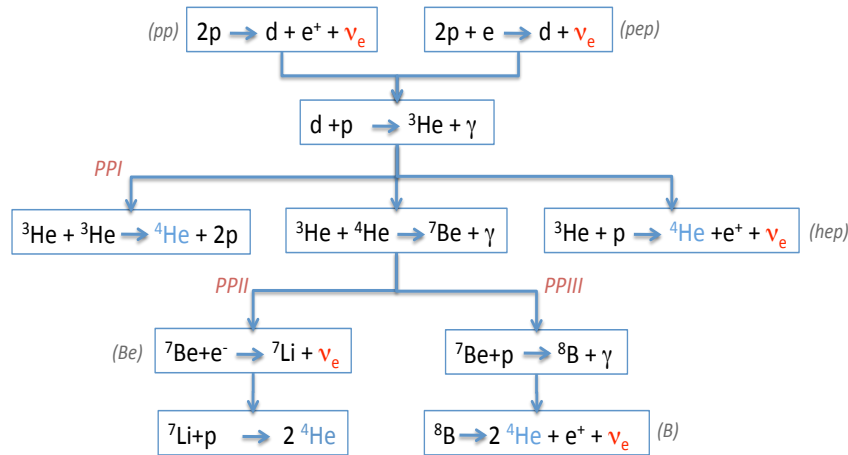 (pp) 2p → d + e⁺ + νₑ 2p + e → d + νₑ (pep)
d +p → ³He + γ
PPI
³He + ³He → ⁴He + 2p ³He + ⁴He → ⁷Be + γ ³He + p → ⁴He +e⁺ + νₑ (hep)
PPII PPIII
(Be) ⁷Be+e⁻ → ⁷Li + νₑ ⁷Be+p → ⁸B + γ
⁷Li+p → 2 ⁴He ⁸B → 2 ⁴He + e⁺ + νₑ (B)